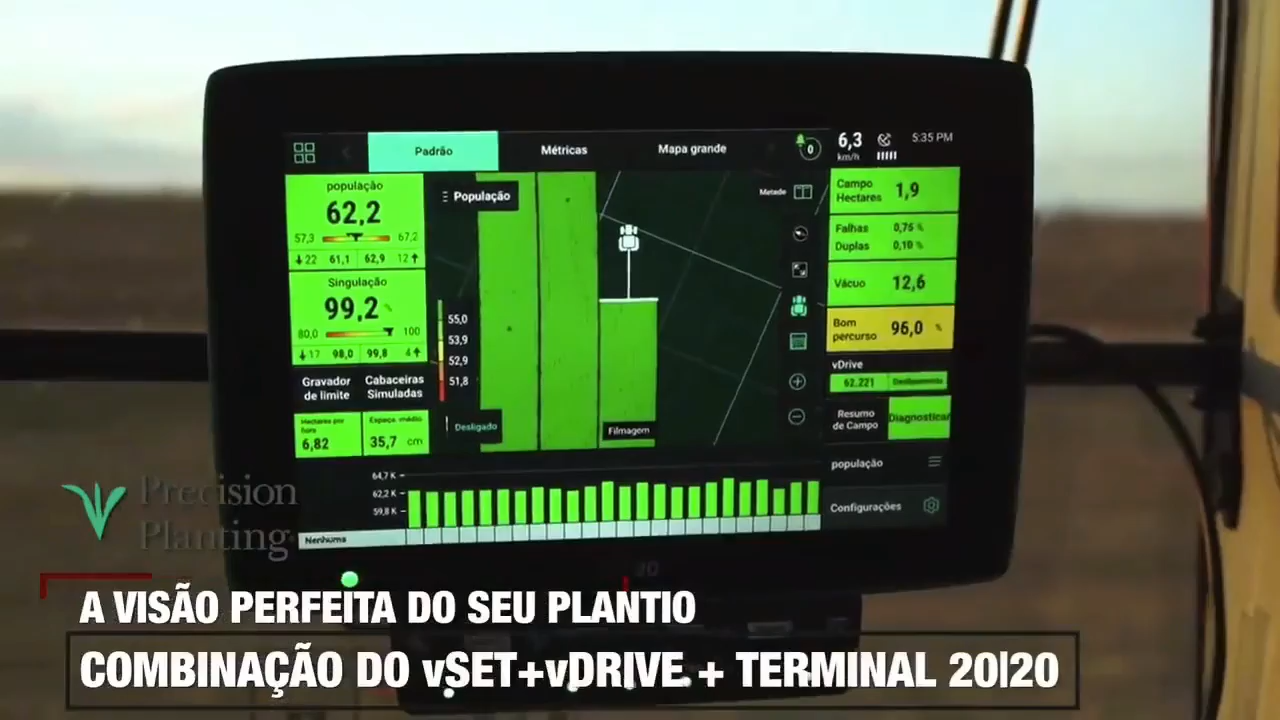 Padrão
Métricas
Mapa grande
0
6,3
km/h
5:35 PM
população
62,2
57,3
67,2
22 61,1 62,9 12
Singulação
99,2 %
80,0
100
17 98,0 99,8 4
Gravador de limite
Cabaceiras Simuladas
Hectares por hora
6,82
Espaço. médio
35,7 cm
População
55,0
53,9
52,9
51,8
Desligado
Filmagem
Metade
Campo Hectares 1,9
Falhas 0,75 %
Duplas 0,10 %
Vácuo 12,6
Bom percurso 96,0 %
vDrive
62.221
Resumo de Campo
Diagnosticar
população
Configurações
64,7 K
62,2 K
59,8 K
Nenhuma
Precision
Planting
20
A VISÃO PERFEITA DO SEU PLANTIO
COMBINAÇÃO DO vSET+vDRIVE + TERMINAL 20|20